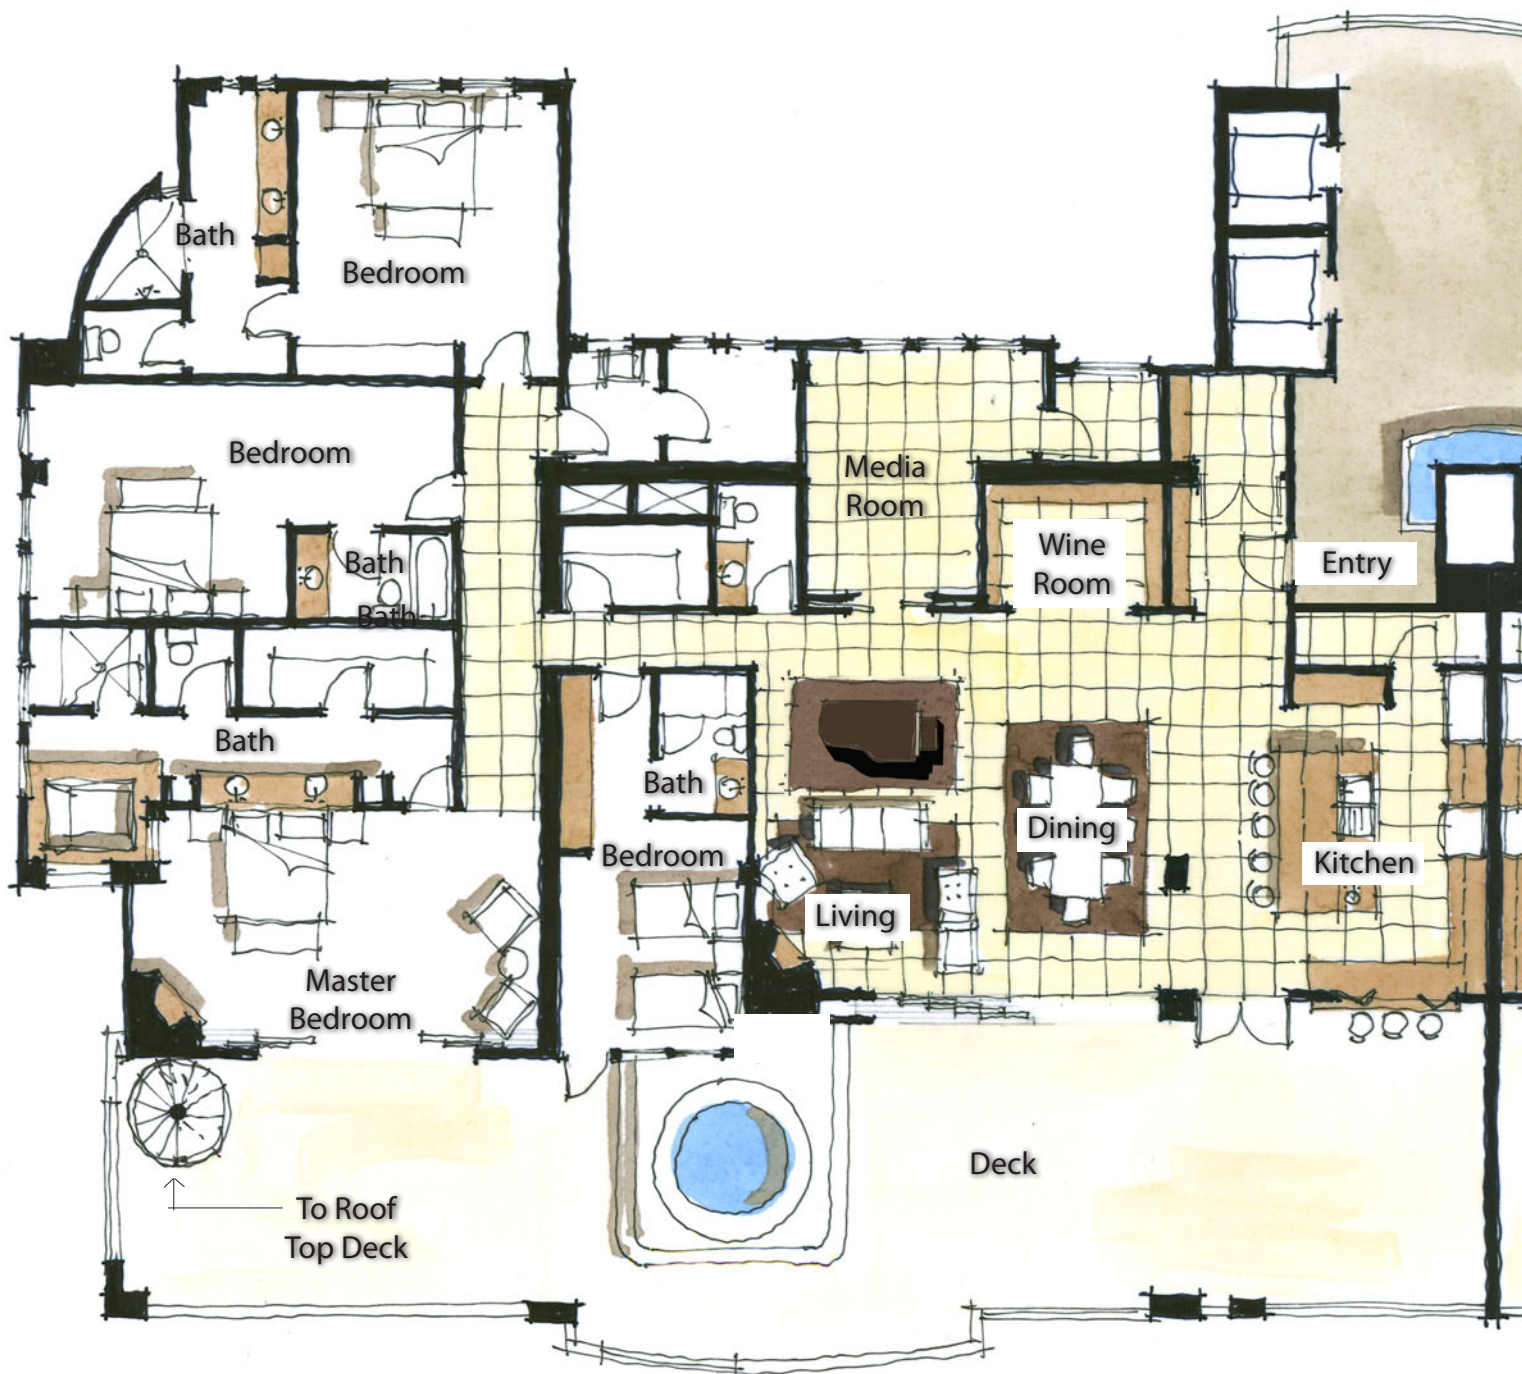 Bath
Bedroom
Bedroom
Media
Room
Wine
Room
Entry
Bath
Bath
Bath
Bath
Dining
Bedroom
Kitchen
Living
Master
Bedroom
Deck
To Roof
Top Deck